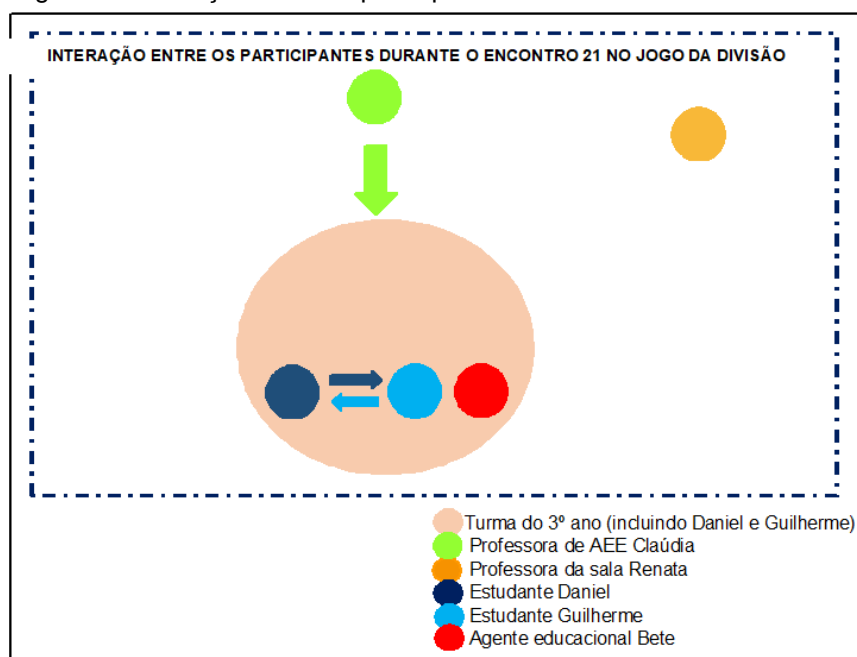 INTERAÇÃO ENTRE OS PARTICIPANTES DURANTE O ENCONTRO 21 NO JOGO DA DIVISÃO
Turma do 3º ano (incluindo Daniel e Guilherme)
Professora de AEE Claúdia
Professora da sala Renata
Estudante Daniel
Estudante Guilherme
Agente educacional Bete